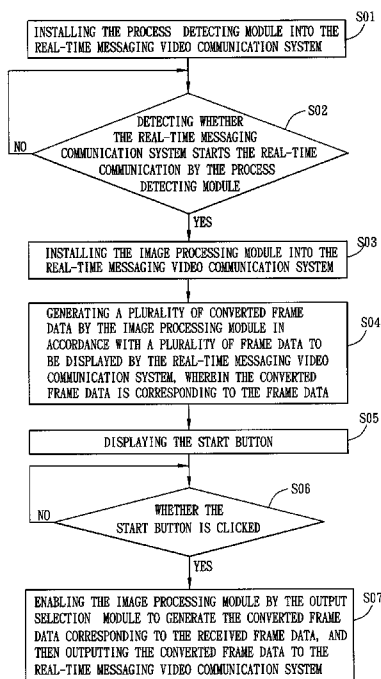 S01
INSTALLING THE PROCESS DETECTING MODULE INTO THE
REAL-TIME MESSAGING VIDEO COMMUNICATION SYSTEM
S02
DETECTING WHETHER
THE REAL-TIME MESSAGING
COMMUNICATION SYSTEM STARTS THE REAL-TIME
COMMUNICATION BY THE PROCESS
DETECTING MODULE
NO
YES
S03
INSTALLING THE IMAGE PROCESSING MODULE INTO THE
REAL-TIME MESSAGING VIDEO COMMUNICATION SYSTEM
S04
GENERATING A PLURALITY OF CONVERTED FRAME
DATA BY THE IMAGE PROCESSING MODULE IN
ACCORDANCE WITH A PLURALITY OF FRAME DATA TO
BE DISPLAYED BY THE REAL-TIME MESSAGING VIDEO
COMMUNICATION SYSTEM, WHEREIN THE CONVERTED
FRAME DATA IS CORRESPONDING TO THE FRAME DATA
S05
DISPLAYING THE START BUTTON
S06
WHETHER THE
START BUTTON IS CLICKED
NO
YES
S07
ENABLING THE IMAGE PROCESSING MODULE BY THE OUTPUT
SELECTION MODULE TO GENERATE THE CONVERTED FRAME
DATA CORRESPONDING TO THE RECEIVED FRAME DATA, AND
THEN OUTPUTTING THE CONVERTED FRAME DATA TO THE
REAL-TIME MESSAGING VIDEO COMMUNICATION SYSTEM